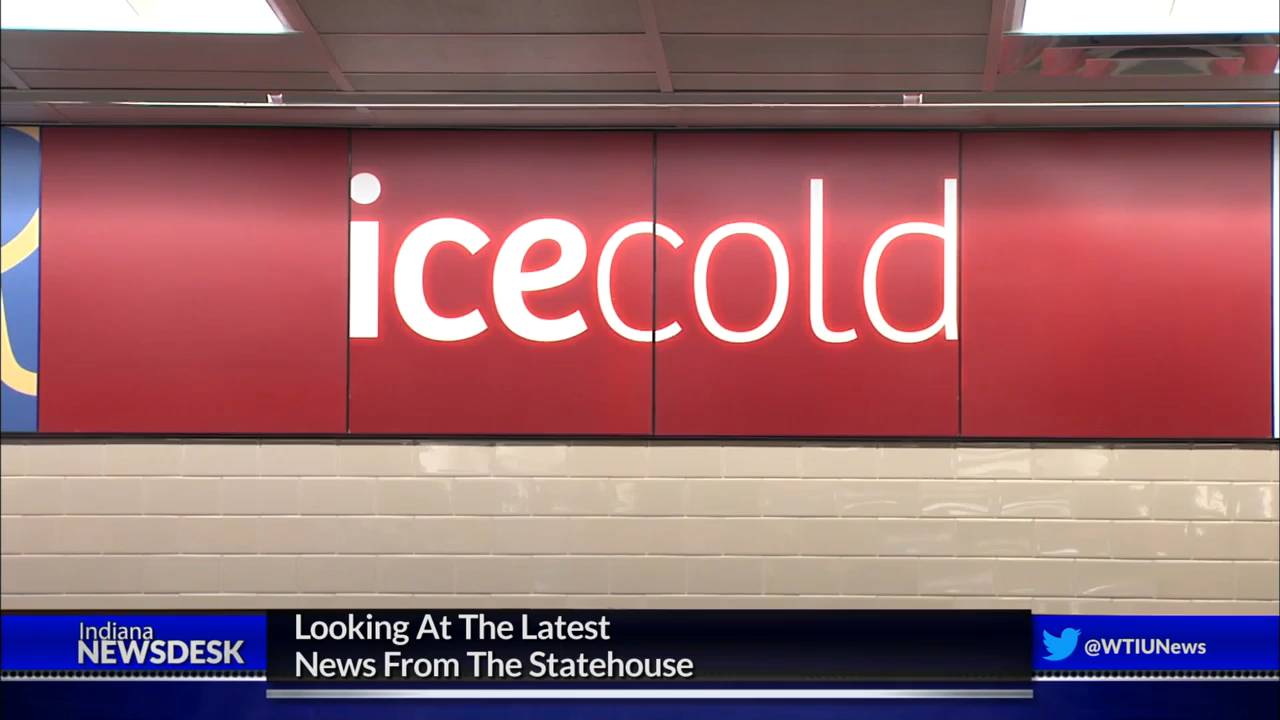 icecold
Indiana
NEWSDESK
Looking At The Latest
News From The Statehouse
@WTIUNews